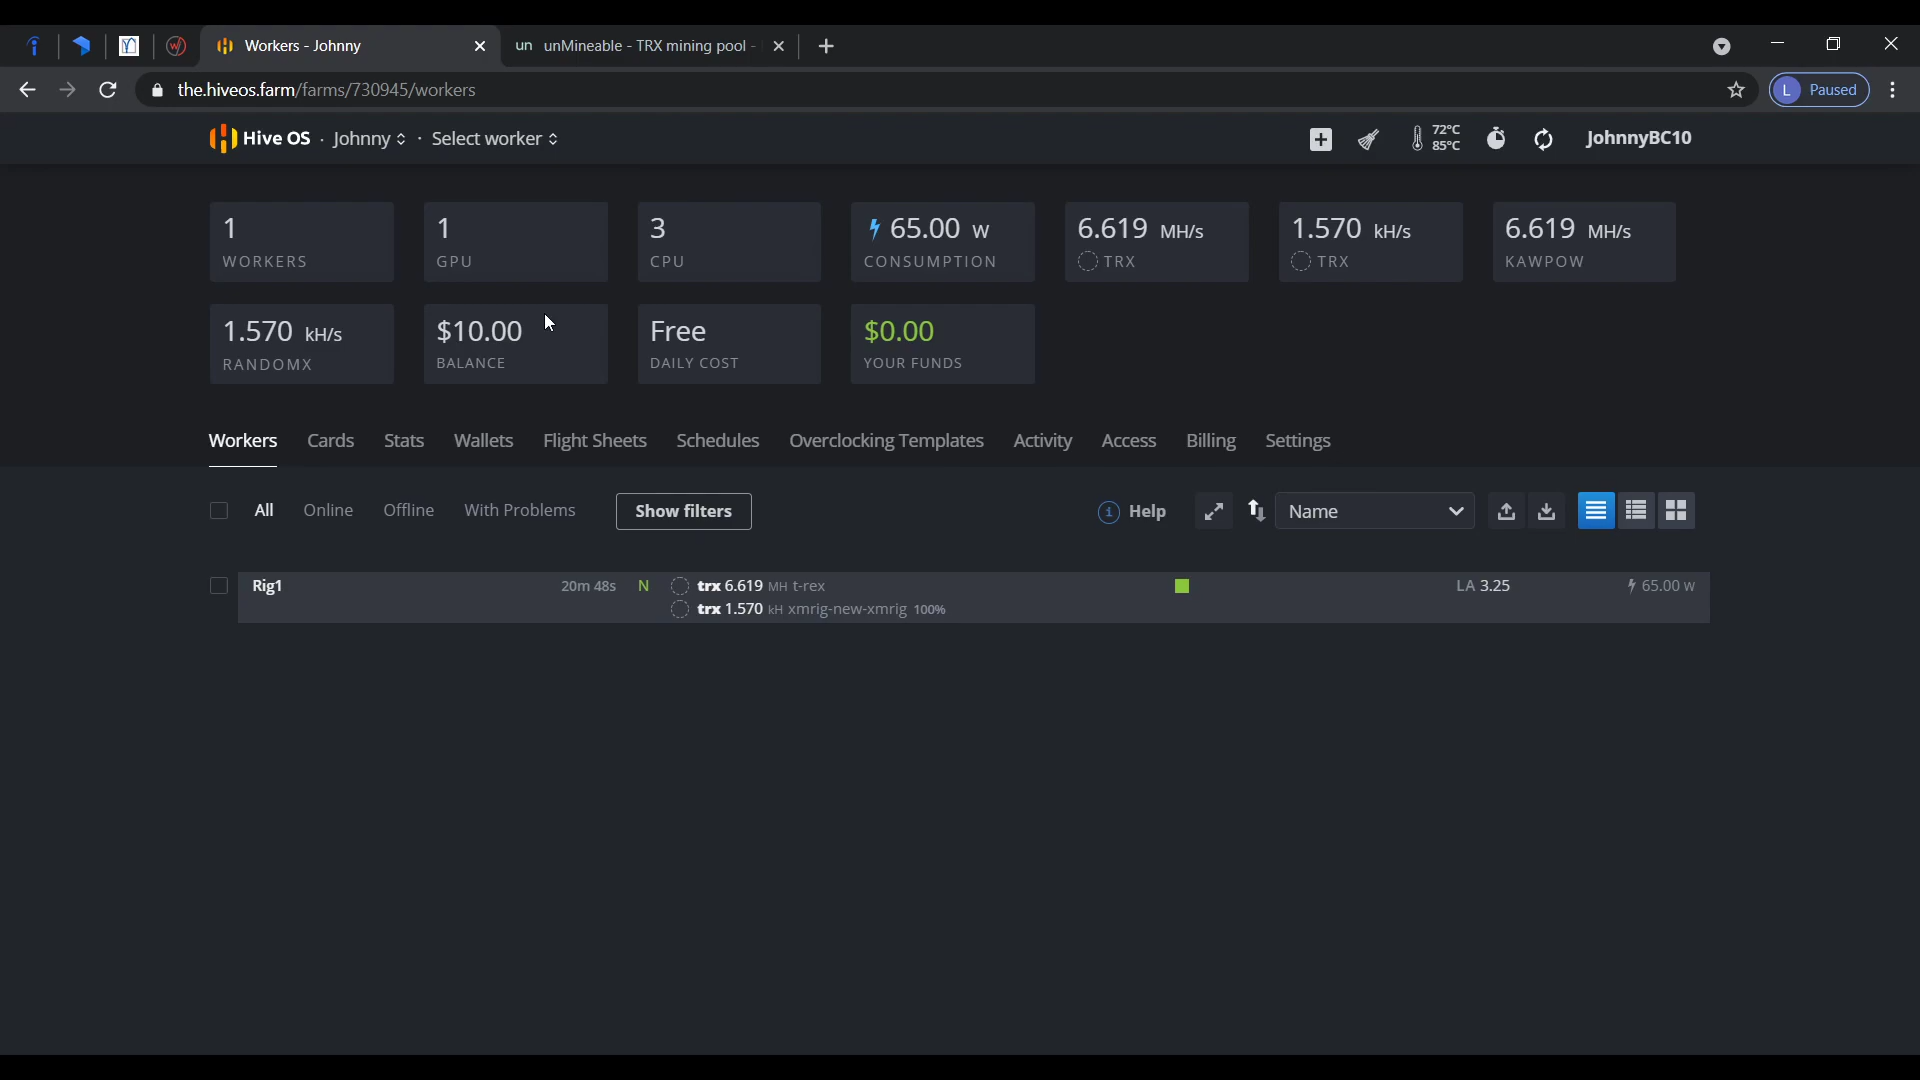 Workers - Johnny
un unMineable - TRX mining pool -
the.hiveos.farm/farms/730945/workers
L Paused
Hive OS · Johnny · Select worker
72°C
85°C
JohnnyBC10
1 1 3 65.00 W 6.619 MH/s 1.570 kH/s 6.619 MH/s
WORKERS GPU CPU CONSUMPTION TRX TRX KAWPOW
1.570 kH/s $10.00 Free $0.00
RANDOMX BALANCE DAILY COST YOUR FUNDS
Workers Cards Stats Wallets Flight Sheets Schedules Overclocking Templates Activity Access Billing Settings
All Online Offline With Problems Show filters Help Name
Rig1 20m 48s N trx 6.619 MH t-rex LA 3.25 65.00 W
trx 1.570 kH xmrig-new-xmrig 100%